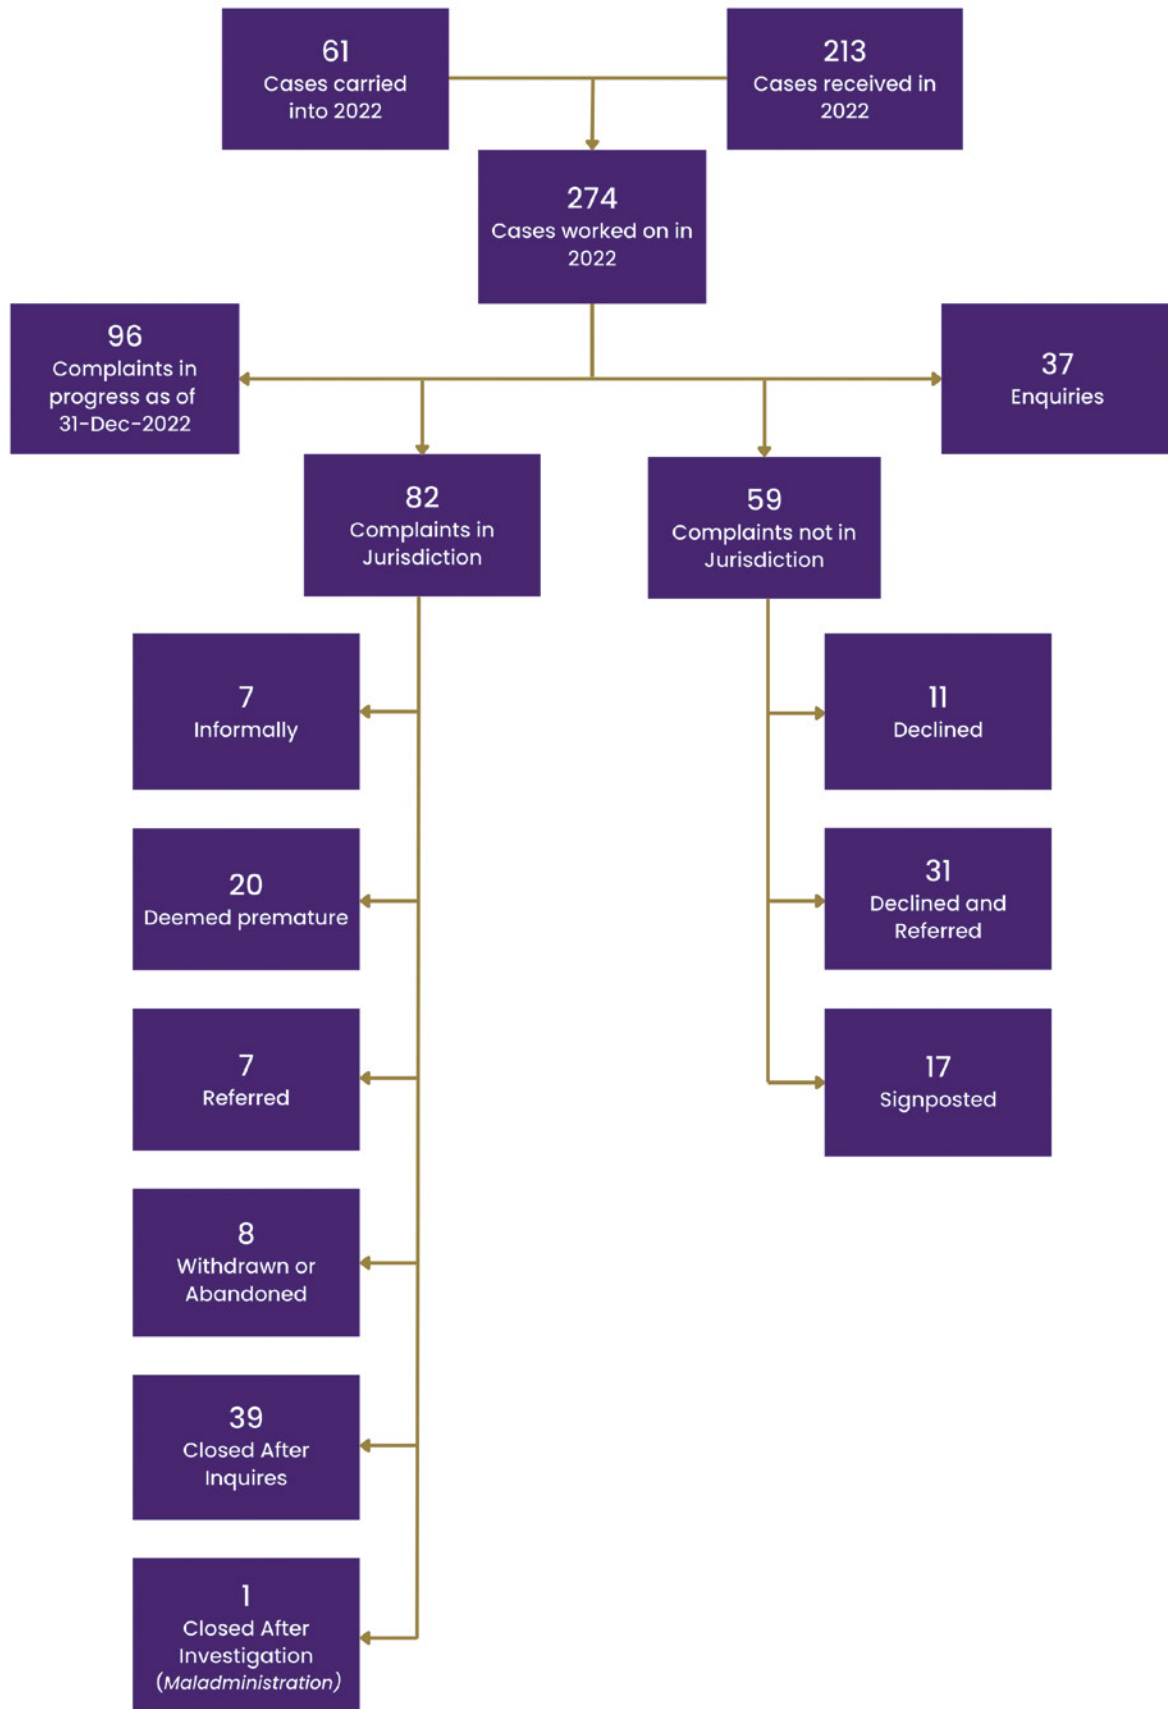 61
Cases carried
into 2022
213
Cases received in
2022
274
Cases worked on in
2022
96
Complaints in
progress as of
31-Dec-2022
37
Enquiries
82
Complaints in
Jurisdiction
59
Complaints not in
Jurisdiction
7
Informally
11
Declined
20
Deemed premature
31
Declined and
Referred
7
Referred
17
Signposted
8
Withdrawn or
Abandoned
39
Closed After
Inquires
1
Closed After
Investigation
(Maladministration)